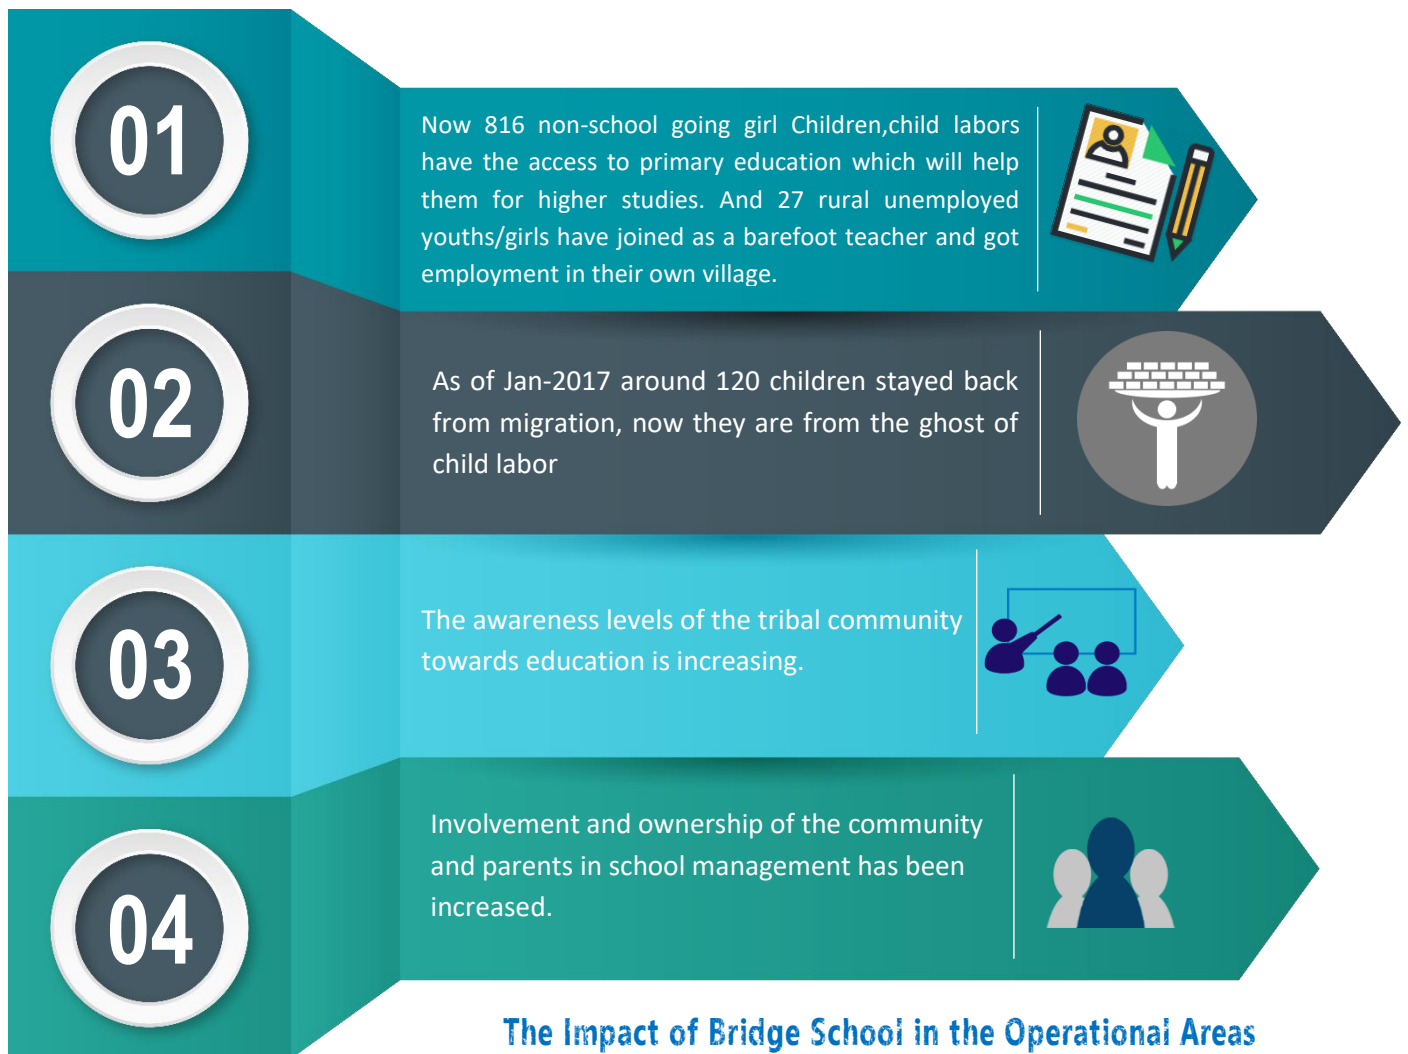 01
Now 816 non-school going girl Children,child labors
have the access to primary education which will help
them for higher studies. And 27 rural unemployed
youths/girls have joined as a barefoot teacher and got
employment in their own village.
02
As of Jan-2017 around 120 children stayed back
from migration, now they are from the ghost of
child labor
03
The awareness levels of the tribal community
towards education is increasing.
04
Involvement and ownership of the community
and parents in school management has been
increased.
The Impact of Bridge School in the Operational Areas